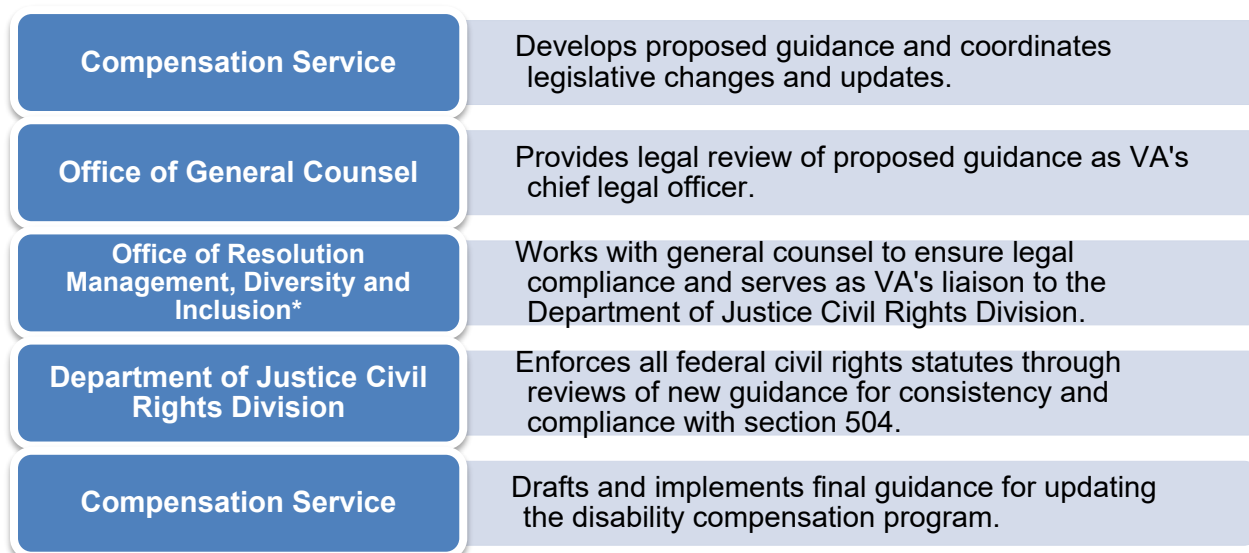 Compensation Service
Develops proposed guidance and coordinates
legislative changes and updates.
Office of General Counsel
Provides legal review of proposed guidance as VA's
chief legal officer.
Office of Resolution
Management, Diversity and
Inclusion*
Works with general counsel to ensure legal
compliance and serves as VA's liaison to the
Department of Justice Civil Rights Division.
Department of Justice Civil
Rights Division
Enforces all federal civil rights statutes through
reviews of new guidance for consistency and
compliance with section 504.
Compensation Service
Drafts and implements final guidance for updating
the disability compensation program.